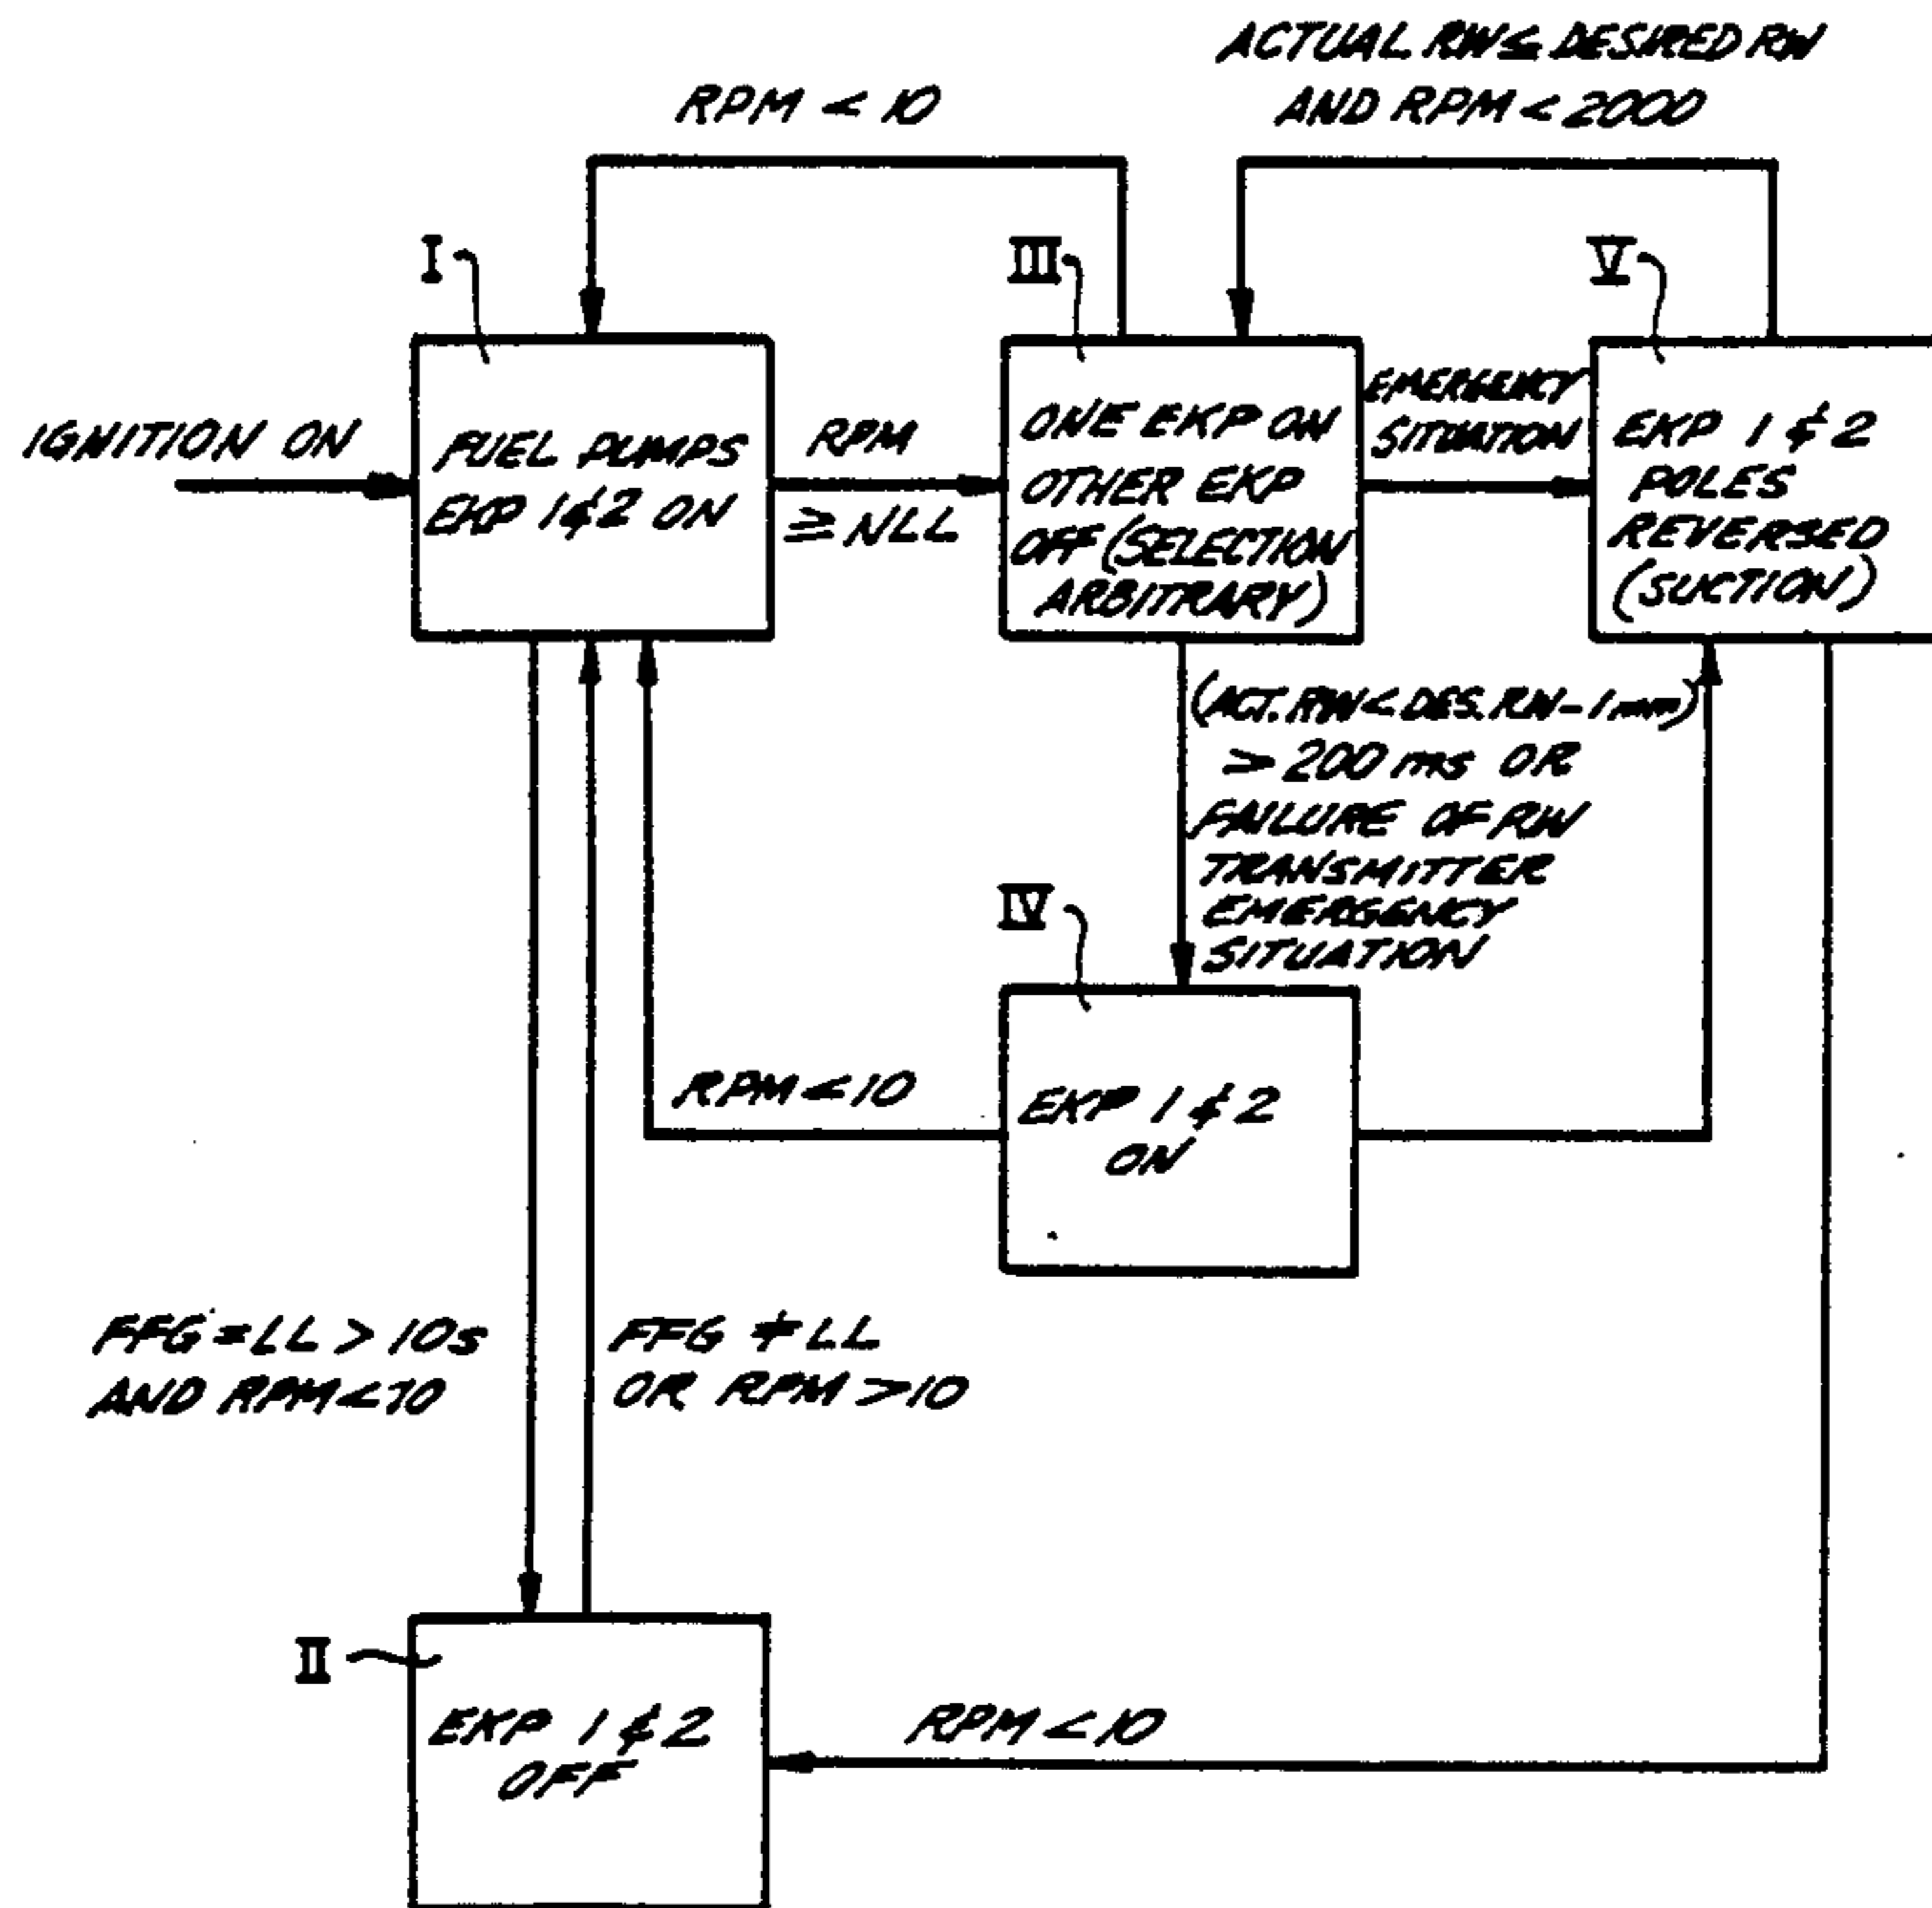 ACTUAL RW ≤ DESIRED RW
AND RPM < 2000
RPM < 10
I
III
V
IGNITION ON
FUEL PUMPS
EKP 1 & 2 ON
RPM
≥ NLL
ONE EKP ON
OTHER EKP
OFF (SELECTION
ARBITRARY)
EMERGENCY
SITUATION
EKP 1 & 2
POLES
REVERSED
(SUCTION)
(ACT. RW < DES. RW - 1 mm)
> 200 ms OR
FAILURE OF RW
TRANSMITTER
EMERGENCY
SITUATION
IV
RPM < 10
EKP 1 & 2
ON
FFG = LL > 10s
AND RPM < 10
FFG ≠ LL
OR RPM > 10
II
EKP 1 & 2
OFF
RPM < 10